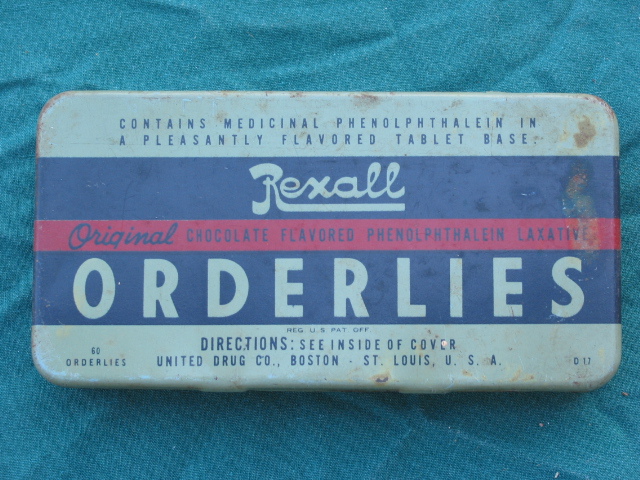 CONTAINS MEDICINAL PHENOLPHTHALEIN IN
A PLEASANTLY FLAVORED TABLET BASE.
Rexall
Original CHOCOLATE FLAVORED PHENOLPHTHALEIN LAXATIVE
ORDERLIES
REG. U.S. PAT. OFF.
DIRECTIONS: SEE INSIDE OF COVER
60
ORDERLIES
UNITED DRUG CO., BOSTON - ST. LOUIS, U. S. A.
D 17